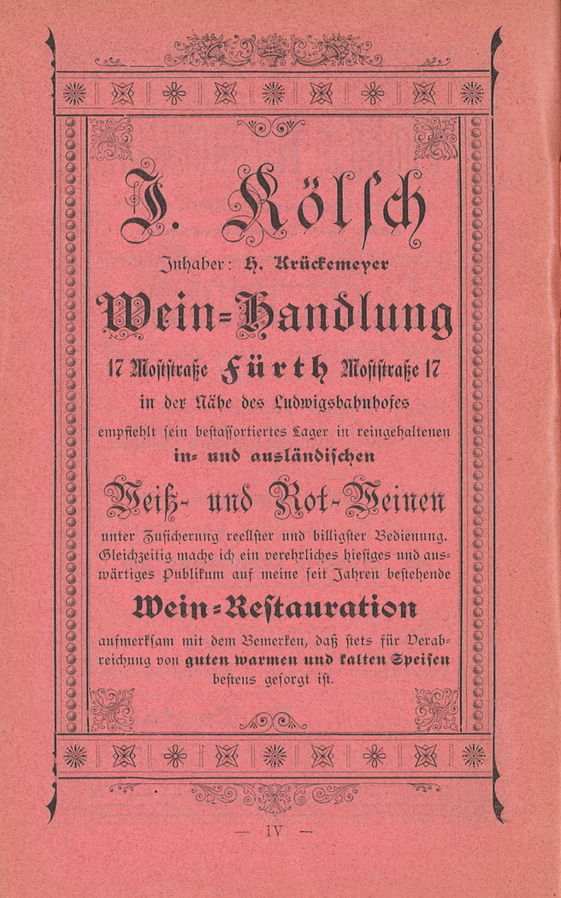 J. Kölsch
Inhaber: H. Krückemeyer
Wein-Handlung
17 Moststraße Fürth Moststraße 17
in der Nähe des Ludwigsbahnhofes
empfiehlt sein bestassortiertes Lager in reingehaltenen
in- und ausländischen
Weiß- und Rot-Weinen
unter Zusicherung reellster und billigster Bedienung.
Gleichzeitig mache ich ein verehrliches hiesiges und aus-
wärtiges Publikum auf meine seit Jahren bestehende
Wein-Restauration
aufmerksam mit dem Bemerken, daß stets für Verab-
reichung von guten warmen und kalten Speisen
bestens gesorgt ist.
— IV —